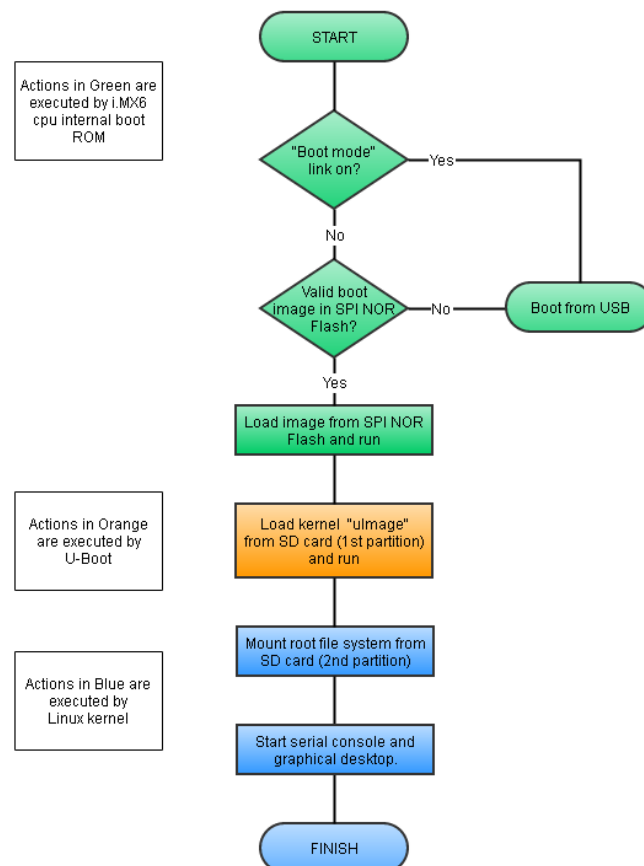 START
Actions in Green are
executed by i.MX6
cpu internal boot
ROM
"Boot mode"
link on?
Yes
No
Valid boot
image in SPI NOR
Flash?
No
Boot from USB
Yes
Load image from SPI NOR
Flash and run
Actions in Orange
are executed by
U-Boot
Load kernel "uImage"
from SD card (1st partition)
and run
Mount root file system from
SD card (2nd partition)
Actions in Blue are
executed by
Linux kernel
Start serial console and
graphical desktop.
FINISH